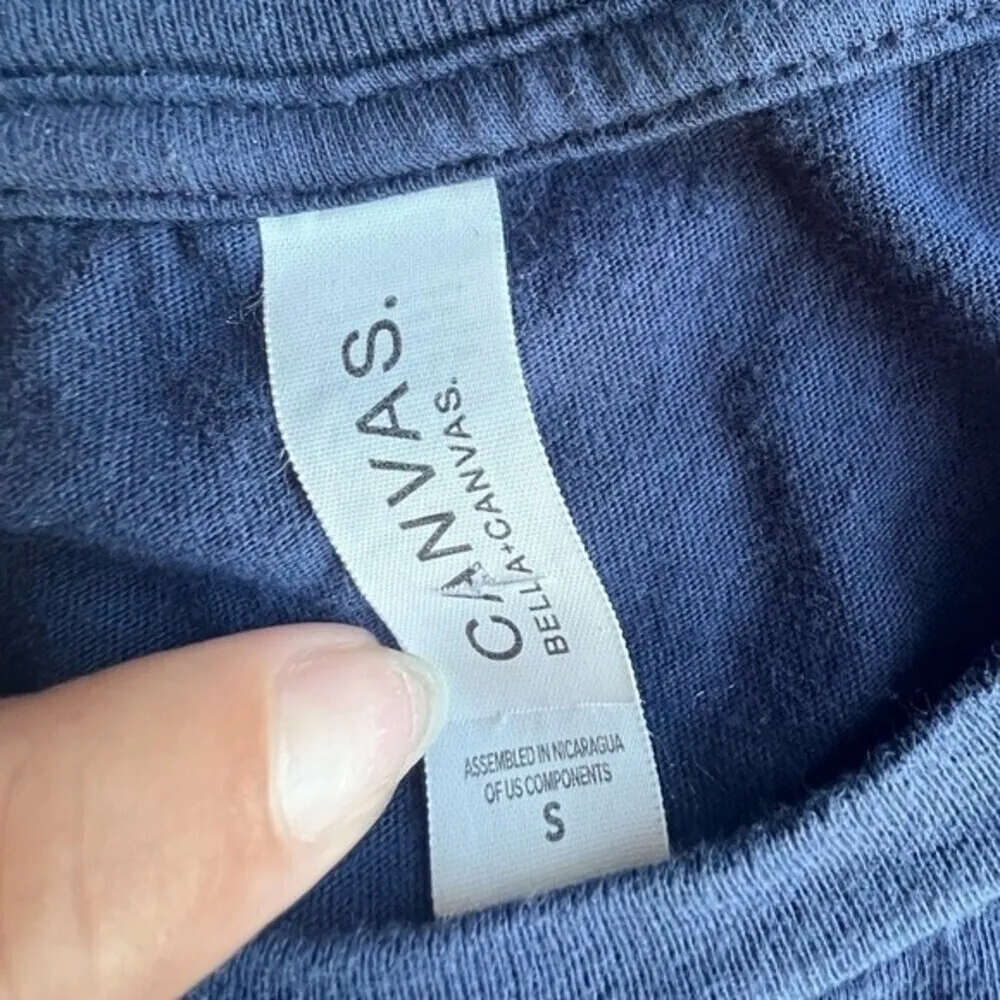 CANVAS.
BELLA+CANVAS.
ASSEMBLED IN NICARAGUA
OF US COMPONENTS
S